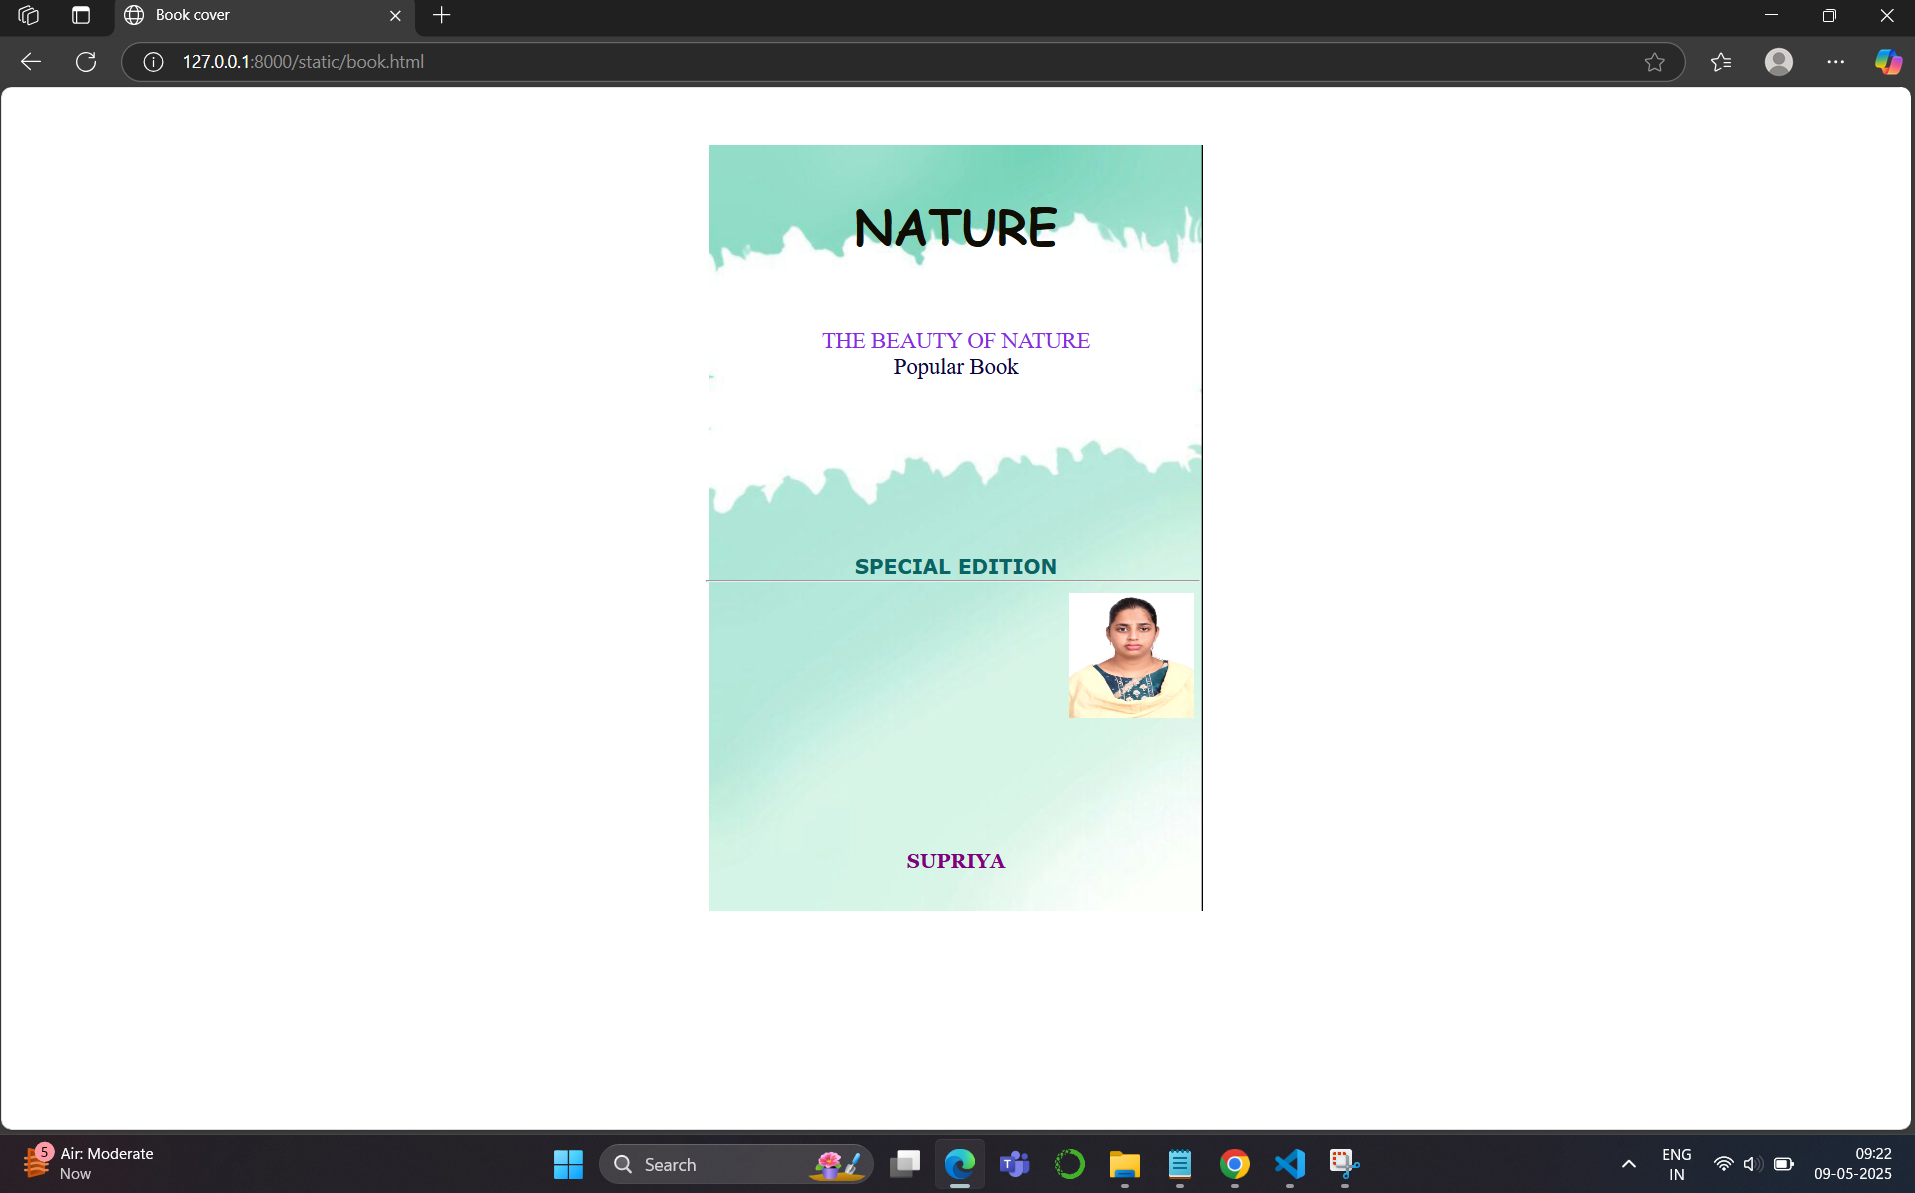 Book cover
127.0.0.1:8000/static/book.html
NATURE
THE BEAUTY OF NATURE
Popular Book
SPECIAL EDITION
SUPRIYA
5
Air: Moderate
Now
Search
T
ENG
IN
09:22
09-05-2025